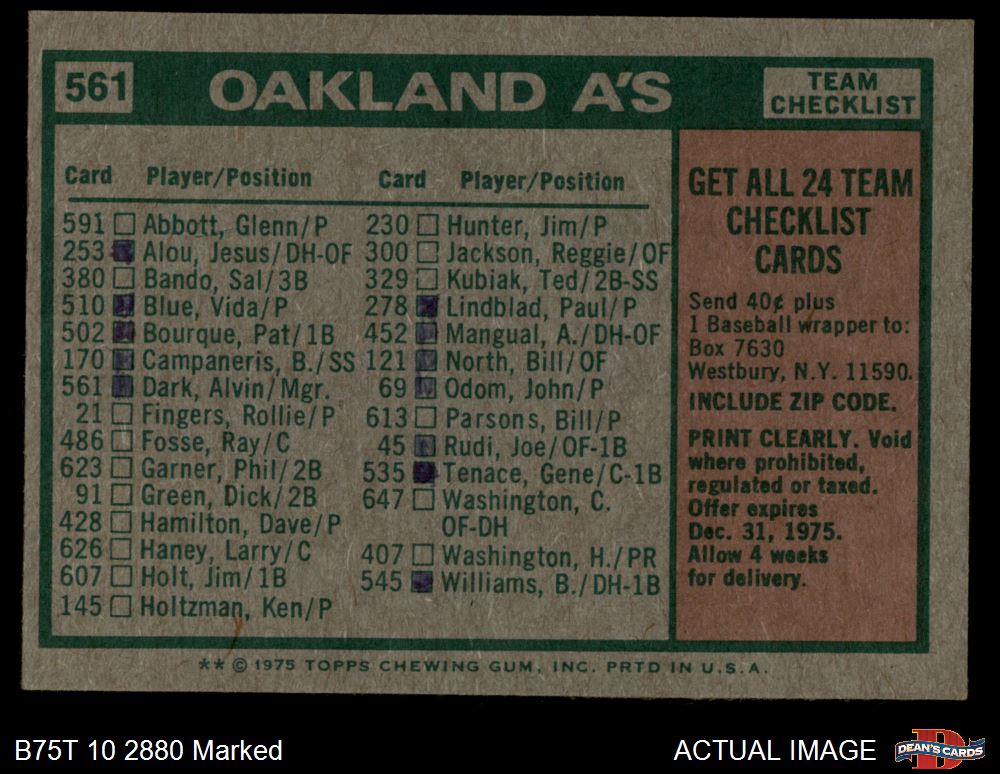 561 OAKLAND A'S TEAM CHECKLIST
Card Player/Position
591 Abbott, Glenn/P
253 Alou, Jesus/DH-OF
380 Bando, Sal/3B
510 Blue, Vida/P
502 Bourque, Pat/1B
170 Campaneris, B./SS
561 Dark, Alvin/Mgr.
21 Fingers, Rollie/P
486 Fosse, Ray/C
623 Garner, Phil/2B
91 Green, Dick/2B
428 Hamilton, Dave/P
626 Haney, Larry/C
607 Holt, Jim/1B
145 Holtzman, Ken/P
Card Player/Position
230 Hunter, Jim/P
300 Jackson, Reggie/OF
329 Kubiak, Ted/2B-SS
278 Lindblad, Paul/P
452 Mangual, A./DH-OF
121 North, Bill/OF
69 Odom, John/P
613 Parsons, Bill/P
45 Rudi, Joe/OF-1B
535 Tenace, Gene/C-1B
647 Washington, C.
OF-DH
407 Washington, H./PR
545 Williams, B./DH-1B
GET ALL 24 TEAM
CHECKLIST
CARDS
Send 40¢ plus
1 Baseball wrapper to:
Box 7630
Westbury, N.Y. 11590.
INCLUDE ZIP CODE.
PRINT CLEARLY. Void
where prohibited,
regulated or taxed.
Offer expires
Dec. 31, 1975.
Allow 4 weeks
for delivery.
** © 1975 TOPPS CHEWING GUM, INC. PRTD IN U.S.A.
B75T 10 2880 Marked
ACTUAL IMAGE
DEAN'S CARDS